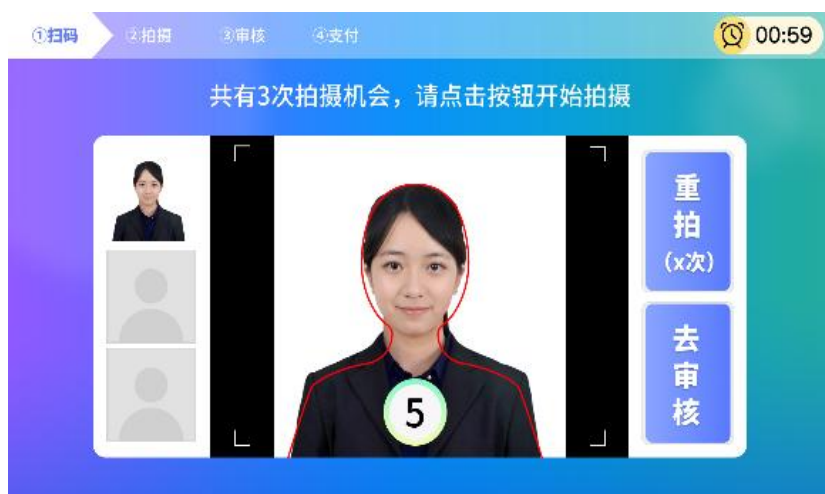 ①扫码
②拍摄
③审核
④支付
00:59
共有3次拍摄机会，请点击按钮开始拍摄
重
拍
(x次)
5
去
审
核